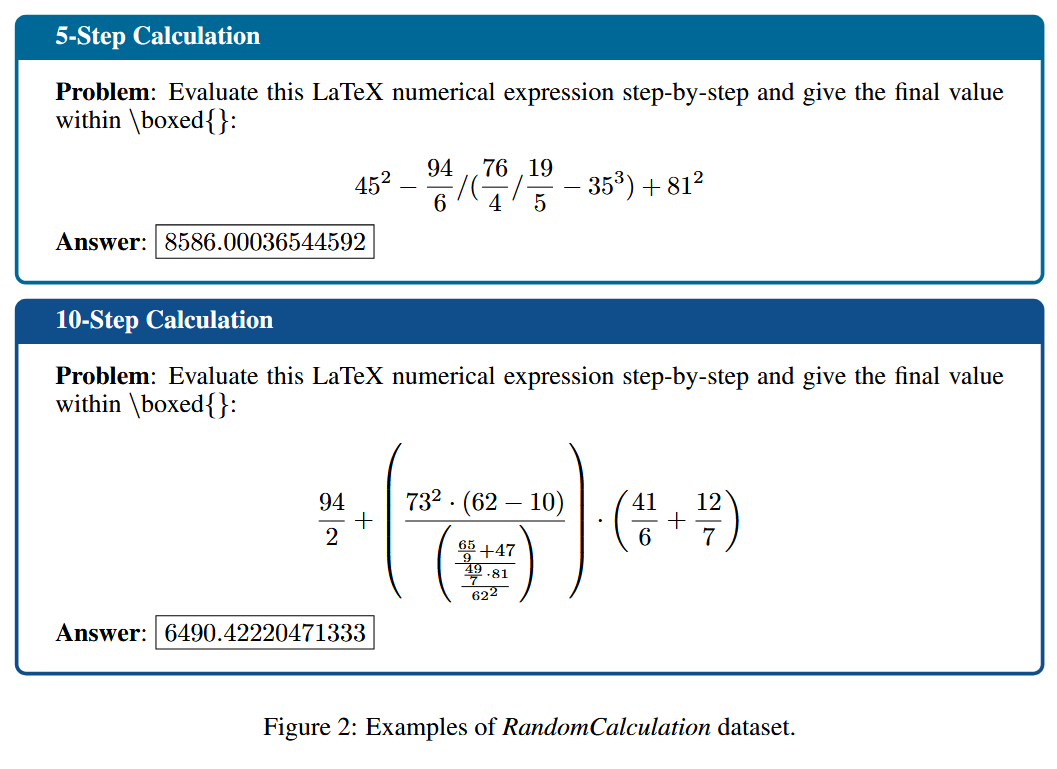 5-Step Calculation
Problem: Evaluate this LaTeX numerical expression step-by-step and give the final value
within \boxed{}:
45^2 − \frac{94}{6}/(\frac{76}{4}/\frac{19}{5} − 35^3) + 81^2
Answer: 8586.00036544592
10-Step Calculation
Problem: Evaluate this LaTeX numerical expression step-by-step and give the final value
within \boxed{}:
\frac{94}{2} + \left( \frac{73^2 · (62 − 10)}{\left( \frac{\frac{65}{9}+47}{\frac{\frac{49}{7}·81}{62^2}} \right)} \right) · \left( \frac{41}{6} + \frac{12}{7} \right)
Answer: 6490.42220471333
Figure 2: Examples of RandomCalculation dataset.